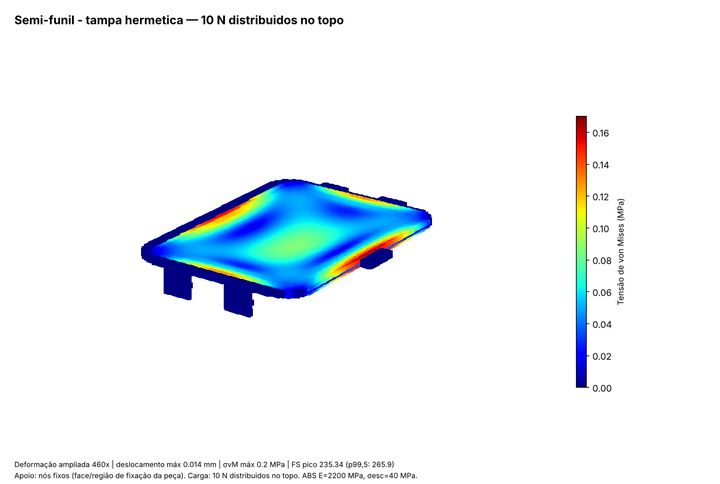 Semi-funil - tampa hermetica — 10 N distribuidos no topo
0.16
0.14
0.12
0.10
0.08
0.06
0.04
0.02
0.00
Tensão de von Mises (MPa)
Deformação ampliada 460x | deslocamento máx 0.014 mm | σvM máx 0.2 MPa | FS pico 235.34 (p99,5: 265.9)
Apoio: nós fixos (face/região de fixação da peça). Carga: 10 N distribuidos no topo. ABS E=2200 MPa, σesc=40 MPa.